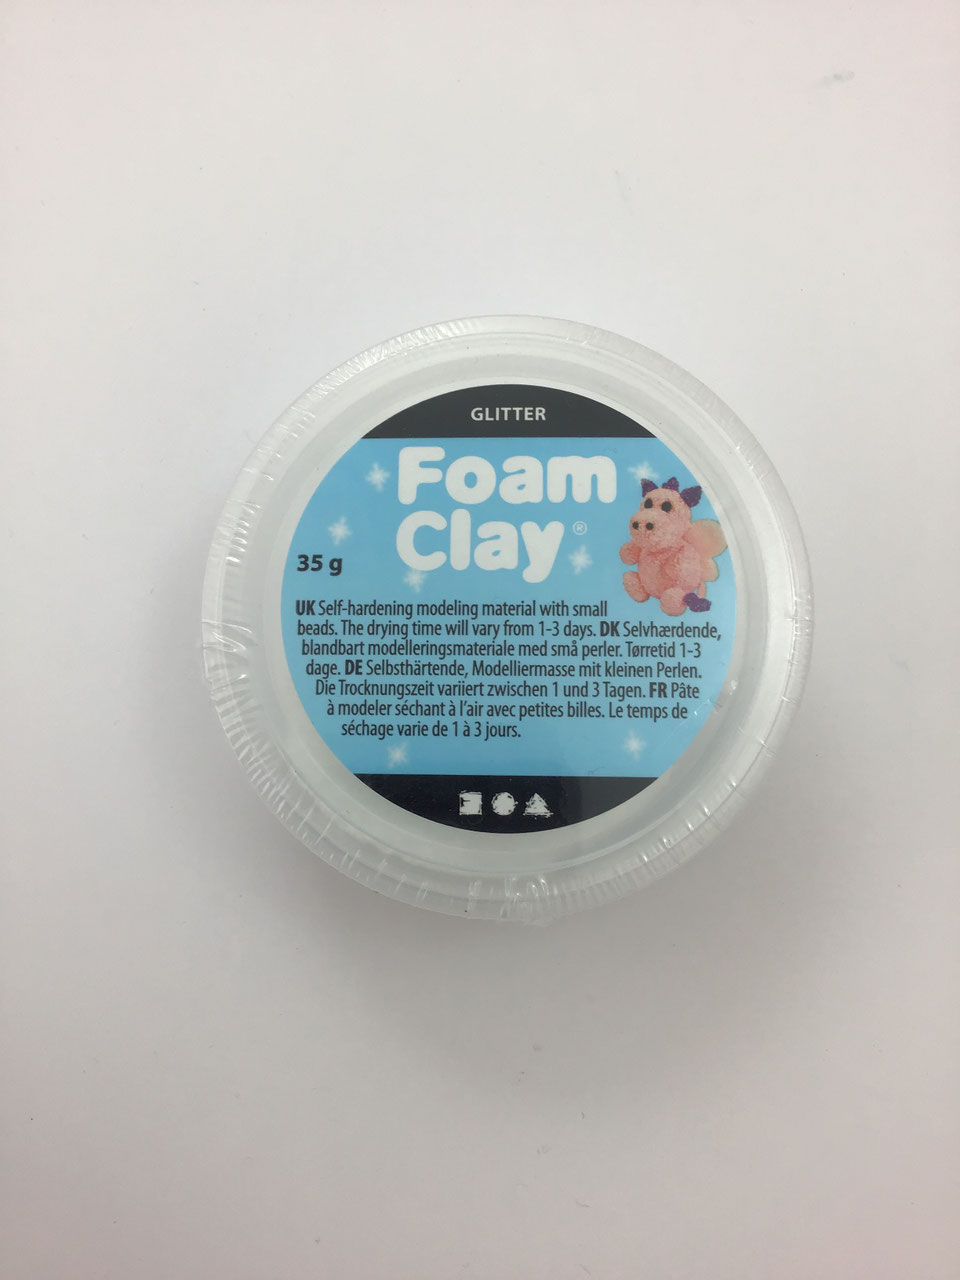 GLITTER
Foam
Clay®
35 g
UK Self-hardening modeling material with small
beads. The drying time will vary from 1-3 days. DK Selvhærdende,
blandbart modelleringsmateriale med små perler. Tørretid 1-3
dage. DE Selbsthärtende, Modelliermasse mit kleinen Perlen.
Die Trocknungszeit variiert zwischen 1 und 3 Tagen. FR Pâte
à modeler séchant à l'air avec petites billes. Le temps de
séchage varie de 1 à 3 jours.